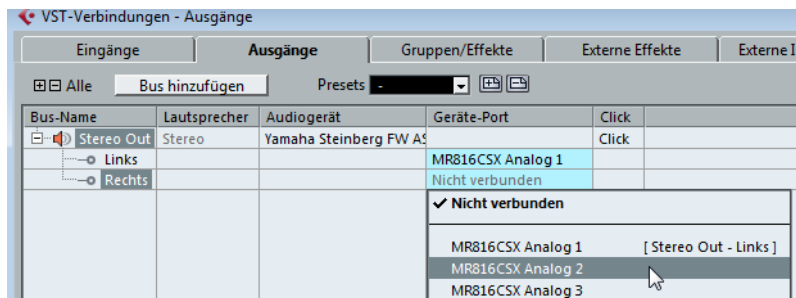 VST-Verbindungen - Ausgänge
Eingänge Ausgänge Gruppen/Effekte Externe Effekte Externe I
Alle Bus hinzufügen Presets -
Bus-Name Lautsprecher Audiogerät Geräte-Port Click
Stereo Out Stereo Yamaha Steinberg FW AS Click
Links MR816CSX Analog 1
Rechts Nicht verbunden
✓ Nicht verbunden
MR816CSX Analog 1 [ Stereo Out - Links ]
MR816CSX Analog 2
MR816CSX Analog 3